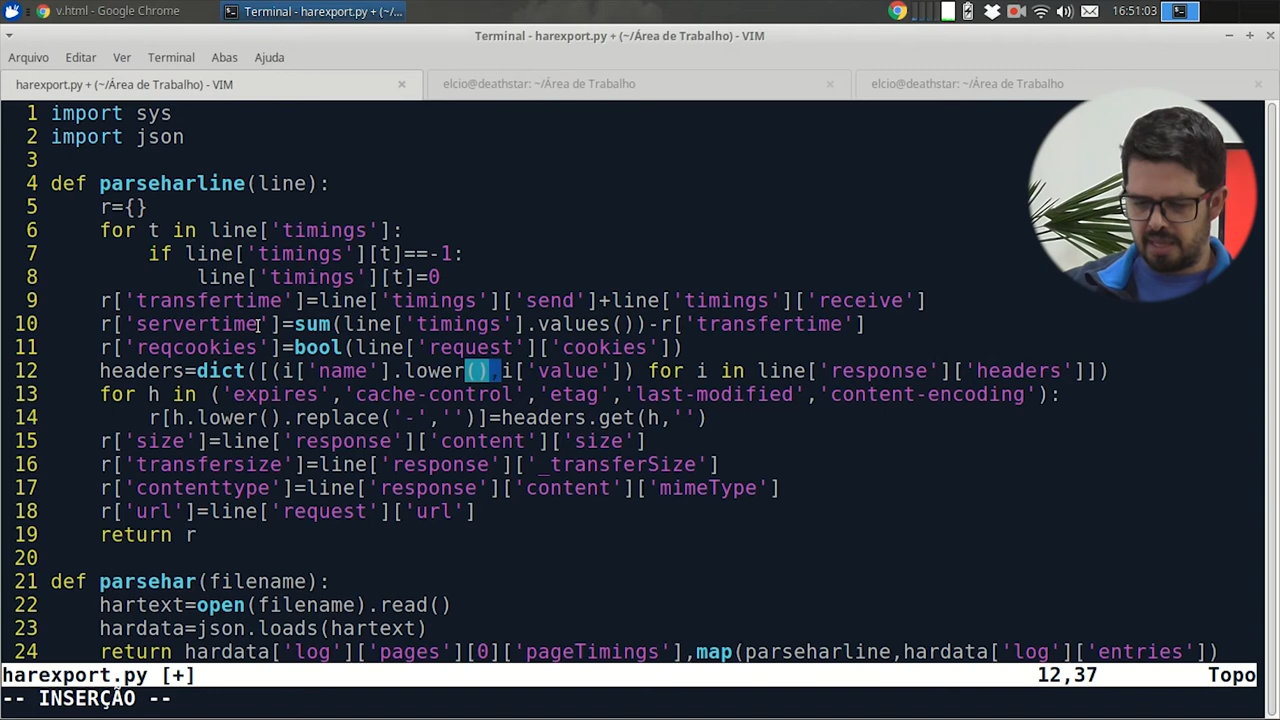 v.html - Google Chrome
Terminal - harexport.py + (~/...
16:51:03
Terminal - harexport.py + (~/Área de Trabalho) - VIM
Arquivo Editar Ver Terminal Abas Ajuda
harexport.py + (~/Área de Trabalho) - VIM
elcio@deathstar: ~/Área de Trabalho
elcio@deathstar: ~/Área de Trabalho
1 import sys
2 import json
3
4 def parseharline(line):
5     r={}
6     for t in line['timings']:
7         if line['timings'][t]==-1:
8             line['timings'][t]=0
9     r['transfertime']=line['timings']['send']+line['timings']['receive']
10     r['servertime']=sum(line['timings'].values())-r['transfertime']
11     r['reqcookies']=bool(line['request']['cookies'])
12     headers=dict([(i['name'].lower(),i['value']) for i in line['response']['headers']])
13     for h in ('expires','cache-control','etag','last-modified','content-encoding'):
14         r[h.lower().replace('-','')]=headers.get(h,'')
15     r['size']=line['response']['content']['size']
16     r['transfersize']=line['response']['_transferSize']
17     r['contenttype']=line['response']['content']['mimeType']
18     r['url']=line['request']['url']
19     return r
20
21 def parsehar(filename):
22     hartext=open(filename).read()
23     hardata=json.loads(hartext)
24     return hardata['log']['pages'][0]['pageTimings'],map(parseharline,hardata['log']['entries'])
harexport.py [+] 12,37 Topo
-- INSERÇÃO --